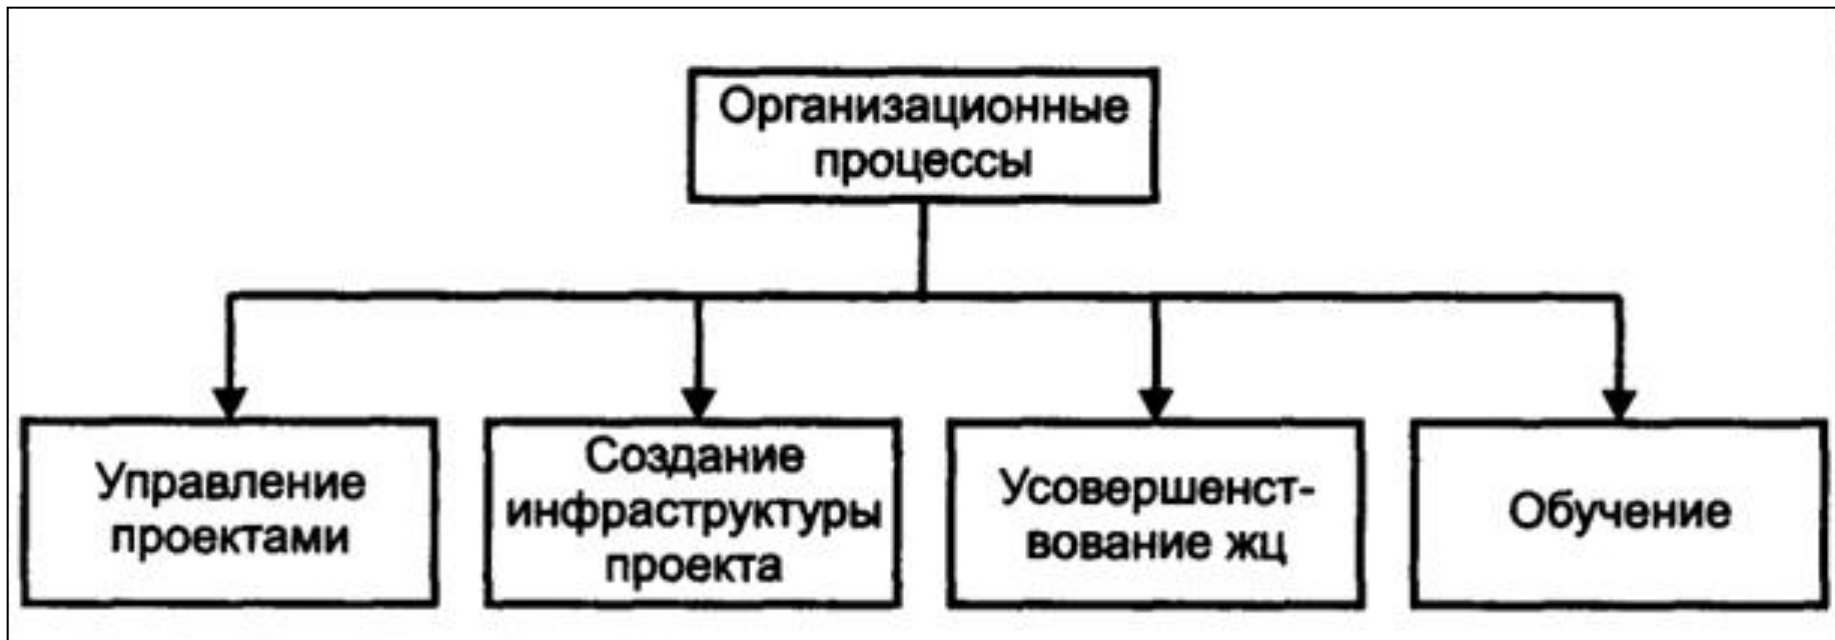 Организационные
процессы
Управление
проектами
Создание
инфраструктуры
проекта
Усовершенст-
вование жц
Обучение